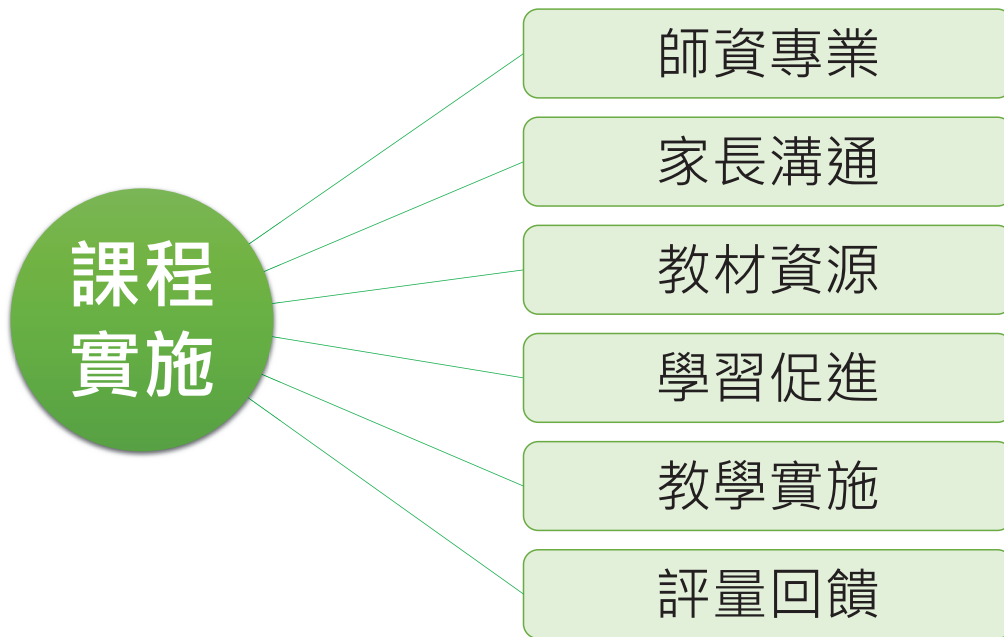 課程
實施
師資專業
家長溝通
教材資源
學習促進
教學實施
評量回饋